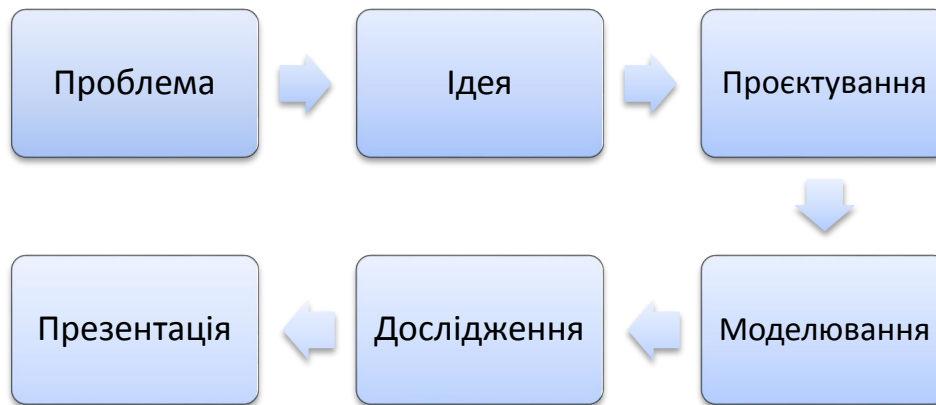 Проблема
Ідея
Проєктування
Моделювання
Дослідження
Презентація